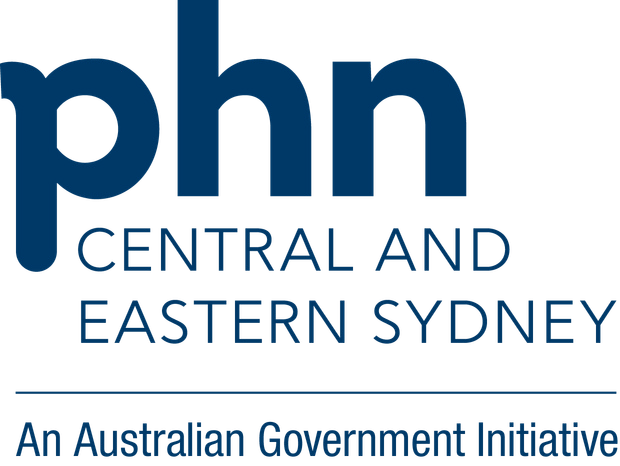 phn
CENTRAL AND
EASTERN SYDNEY
An Australian Government Initiative